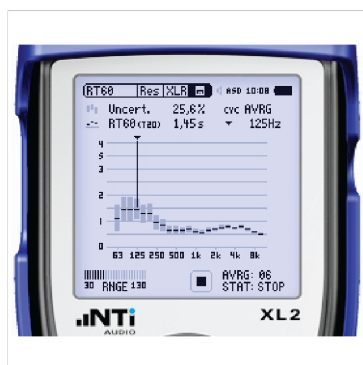 RT60 Res XLR ASD 10:08
Uncert. 25,6% cyc AVRG
RT60(T20) 1,45s 125Hz
4
5
3
2
1
0
63 125 250 500 1k 2k 4k 8k
30 RNGE 130
AVRG: 06
STAT: STOP
NTi
AUDIO
XL2